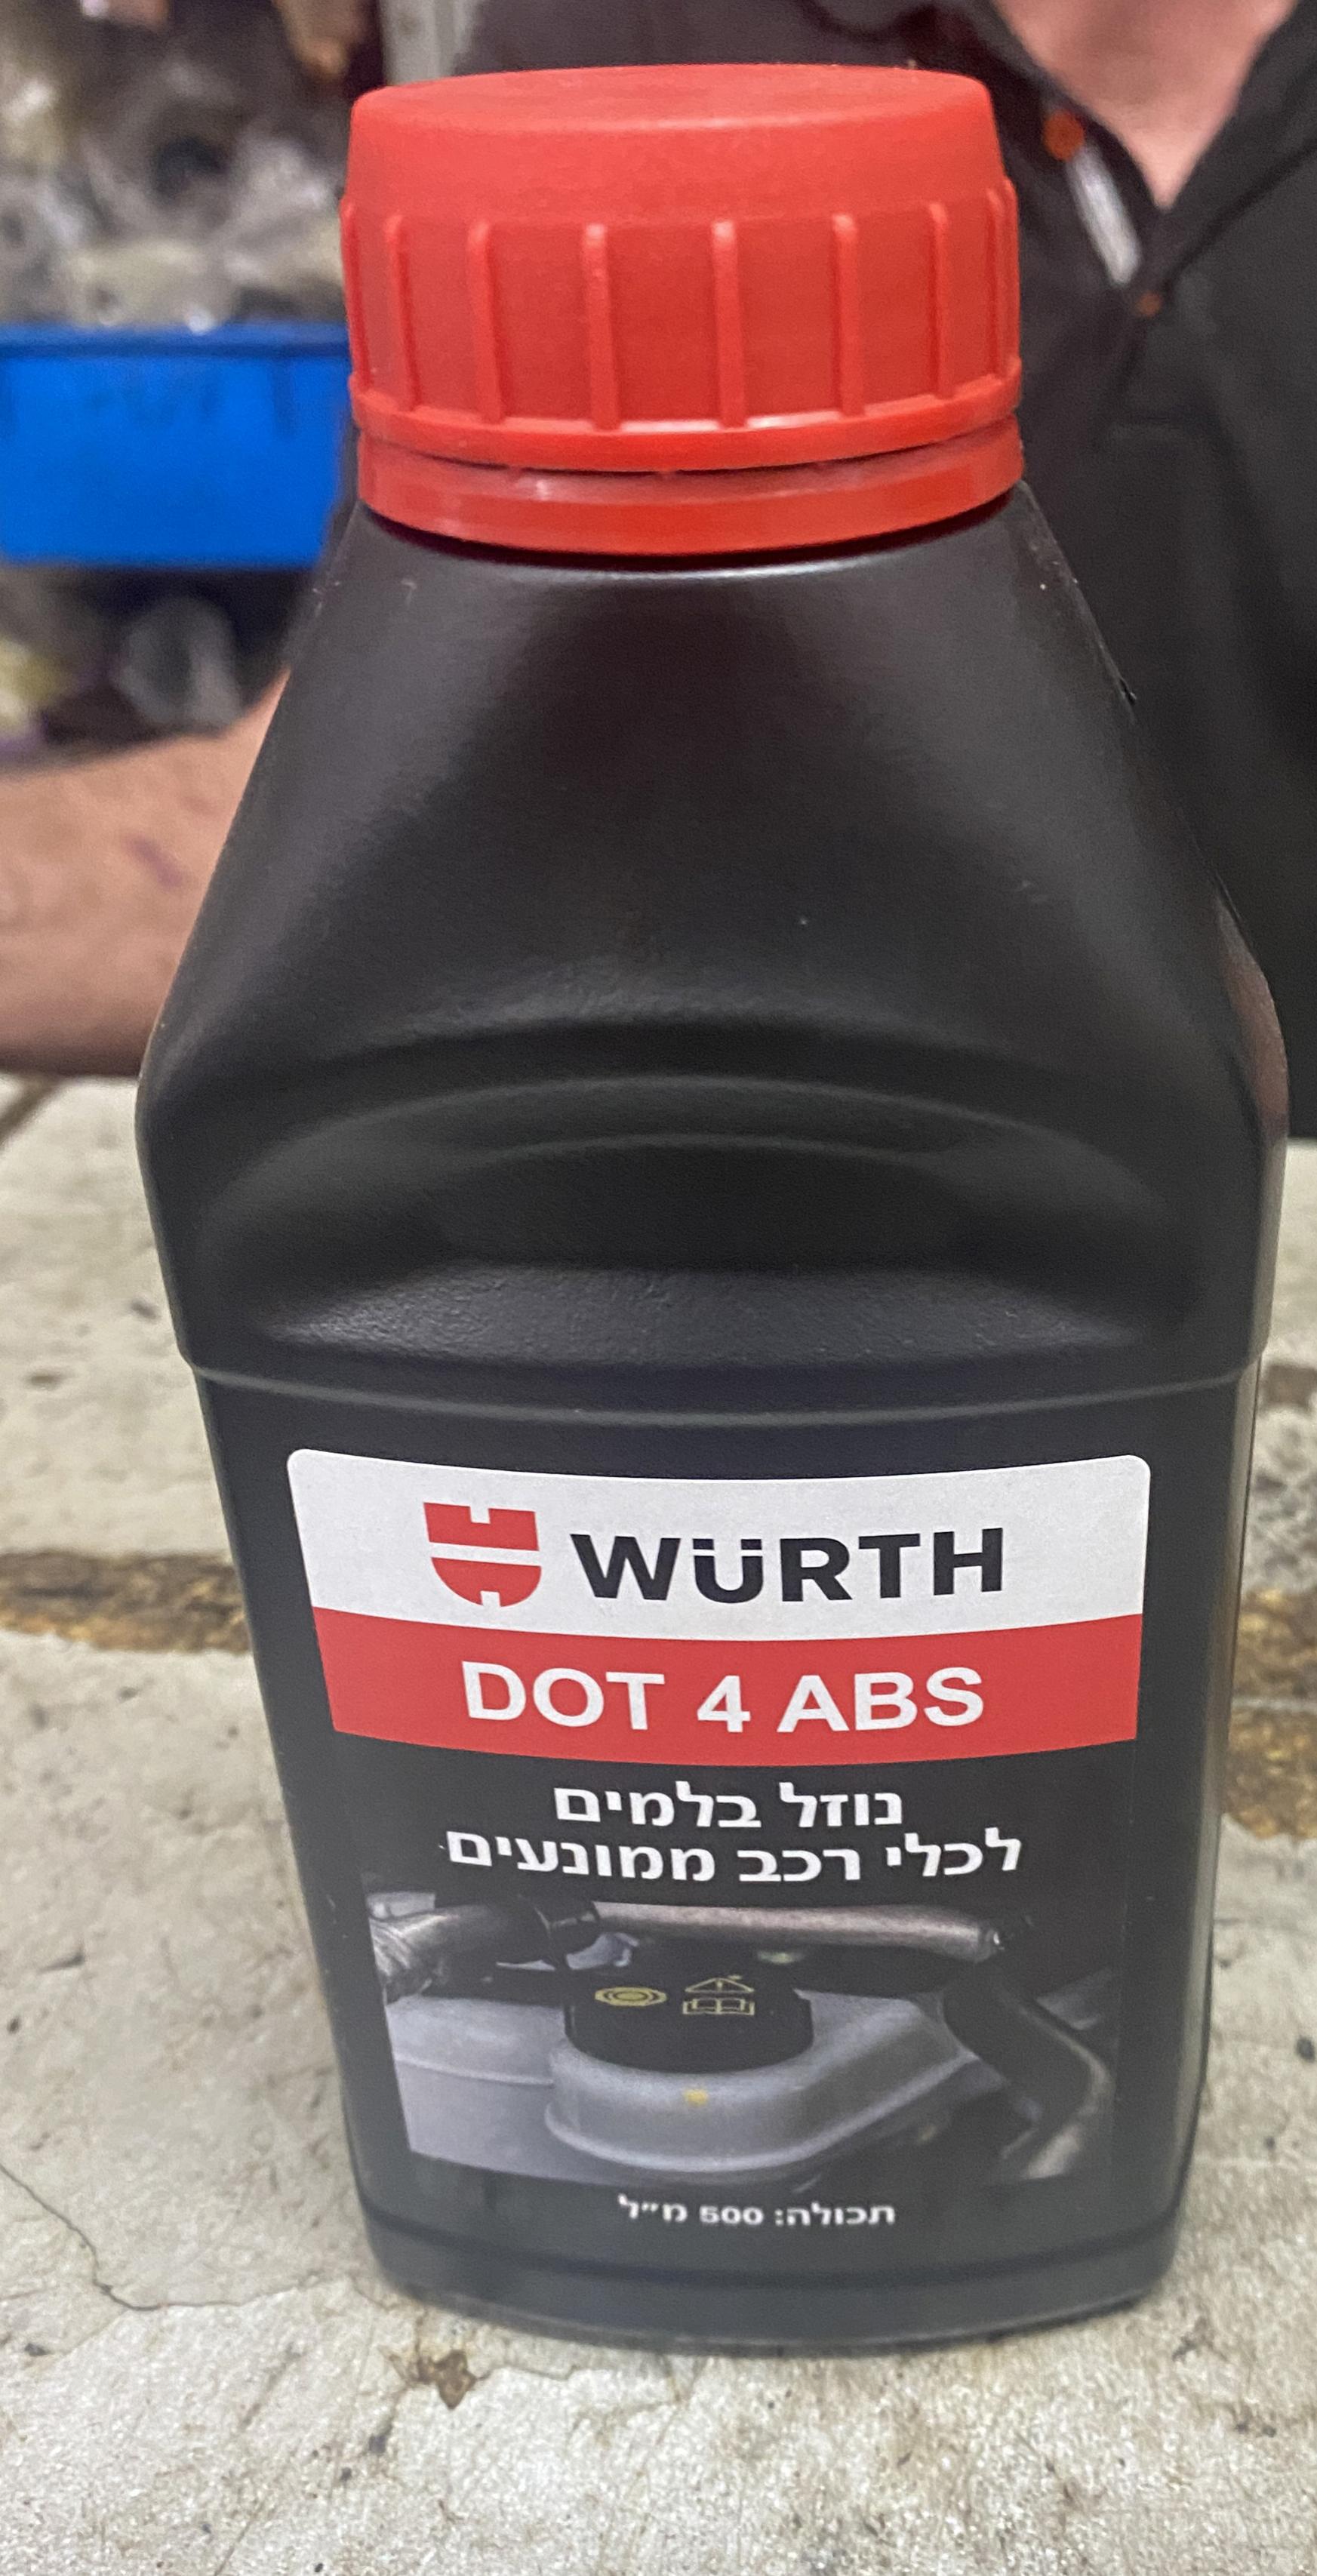 WÜRTH
DOT 4 ABS
נוזל בלמים
לכלי רכב ממונעים
תכולה: 500 מ״ל